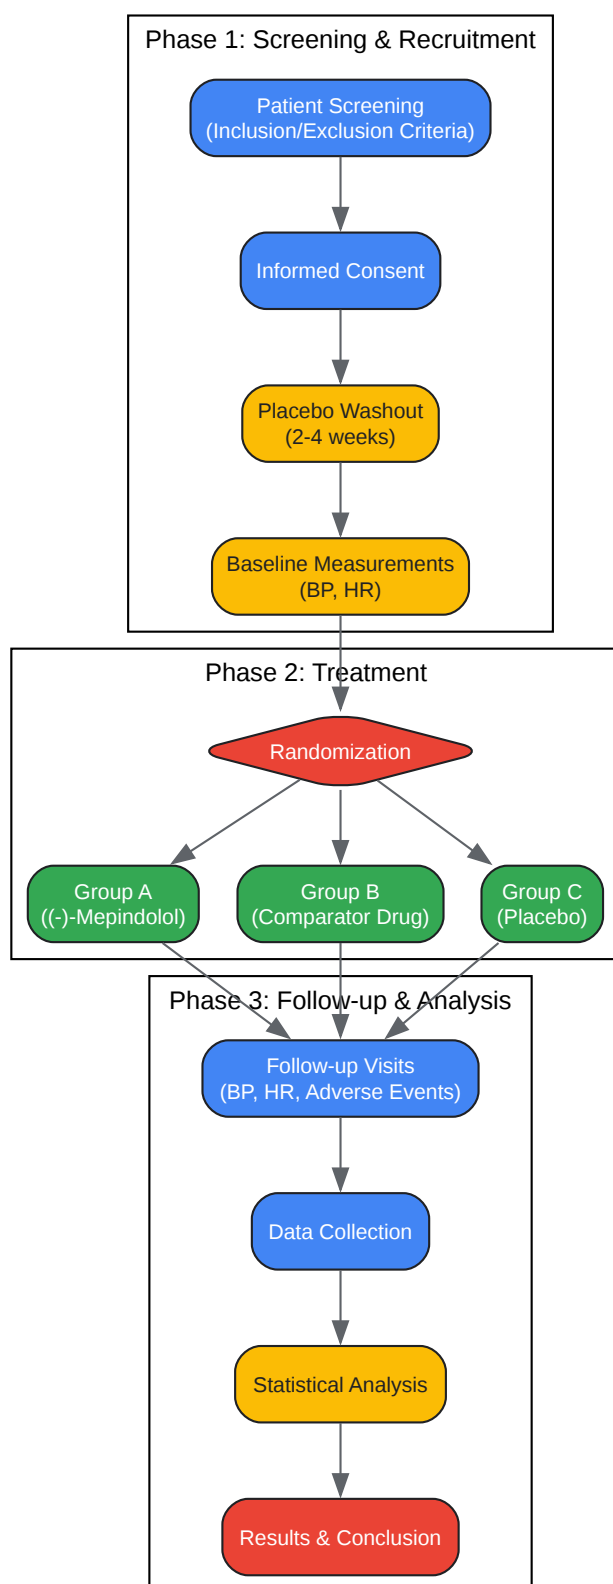 Phase 1: Screening & Recruitment
Patient Screening
(Inclusion/Exclusion Criteria)
Informed Consent
Placebo Washout
(2-4 weeks)
Baseline Measurements
(BP, HR)
Phase 2: Treatment
Randomization
Group A
((-)-Mepindolol)
Group B
(Comparator Drug)
Group C
(Placebo)
Phase 3: Follow-up & Analysis
Follow-up Visits
(BP, HR, Adverse Events)
Data Collection
Statistical Analysis
Results & Conclusion